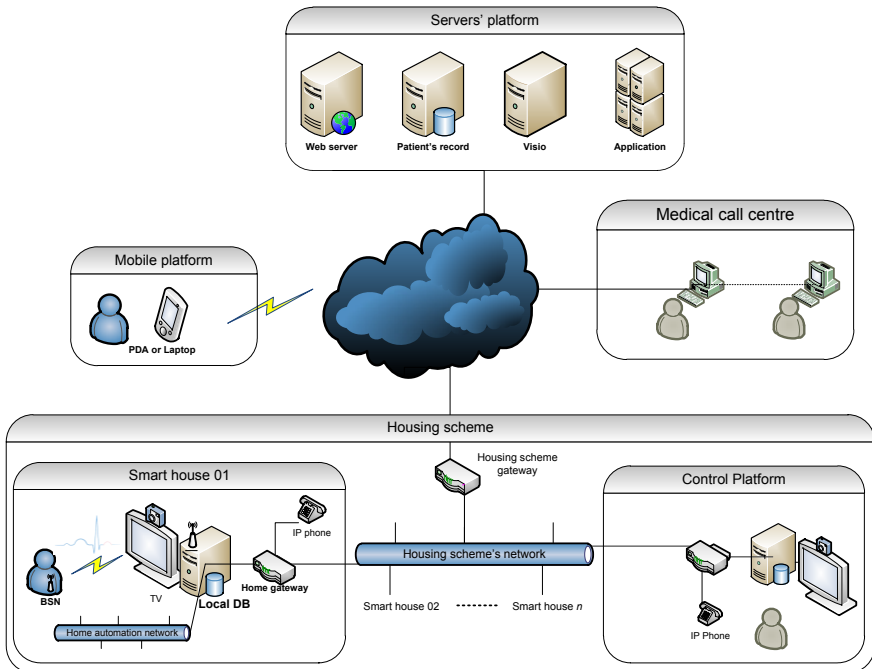 Servers' platform
Web server
Patient's record
Visio
Application
Medical call centre
Mobile platform
PDA or Laptop
Housing scheme
Housing scheme
gateway
Smart house 01
IP phone
BSN
TV
Local DB
Home gateway
Home automation network
Housing scheme's network
Smart house 02
Smart house n
Control Platform
IP Phone